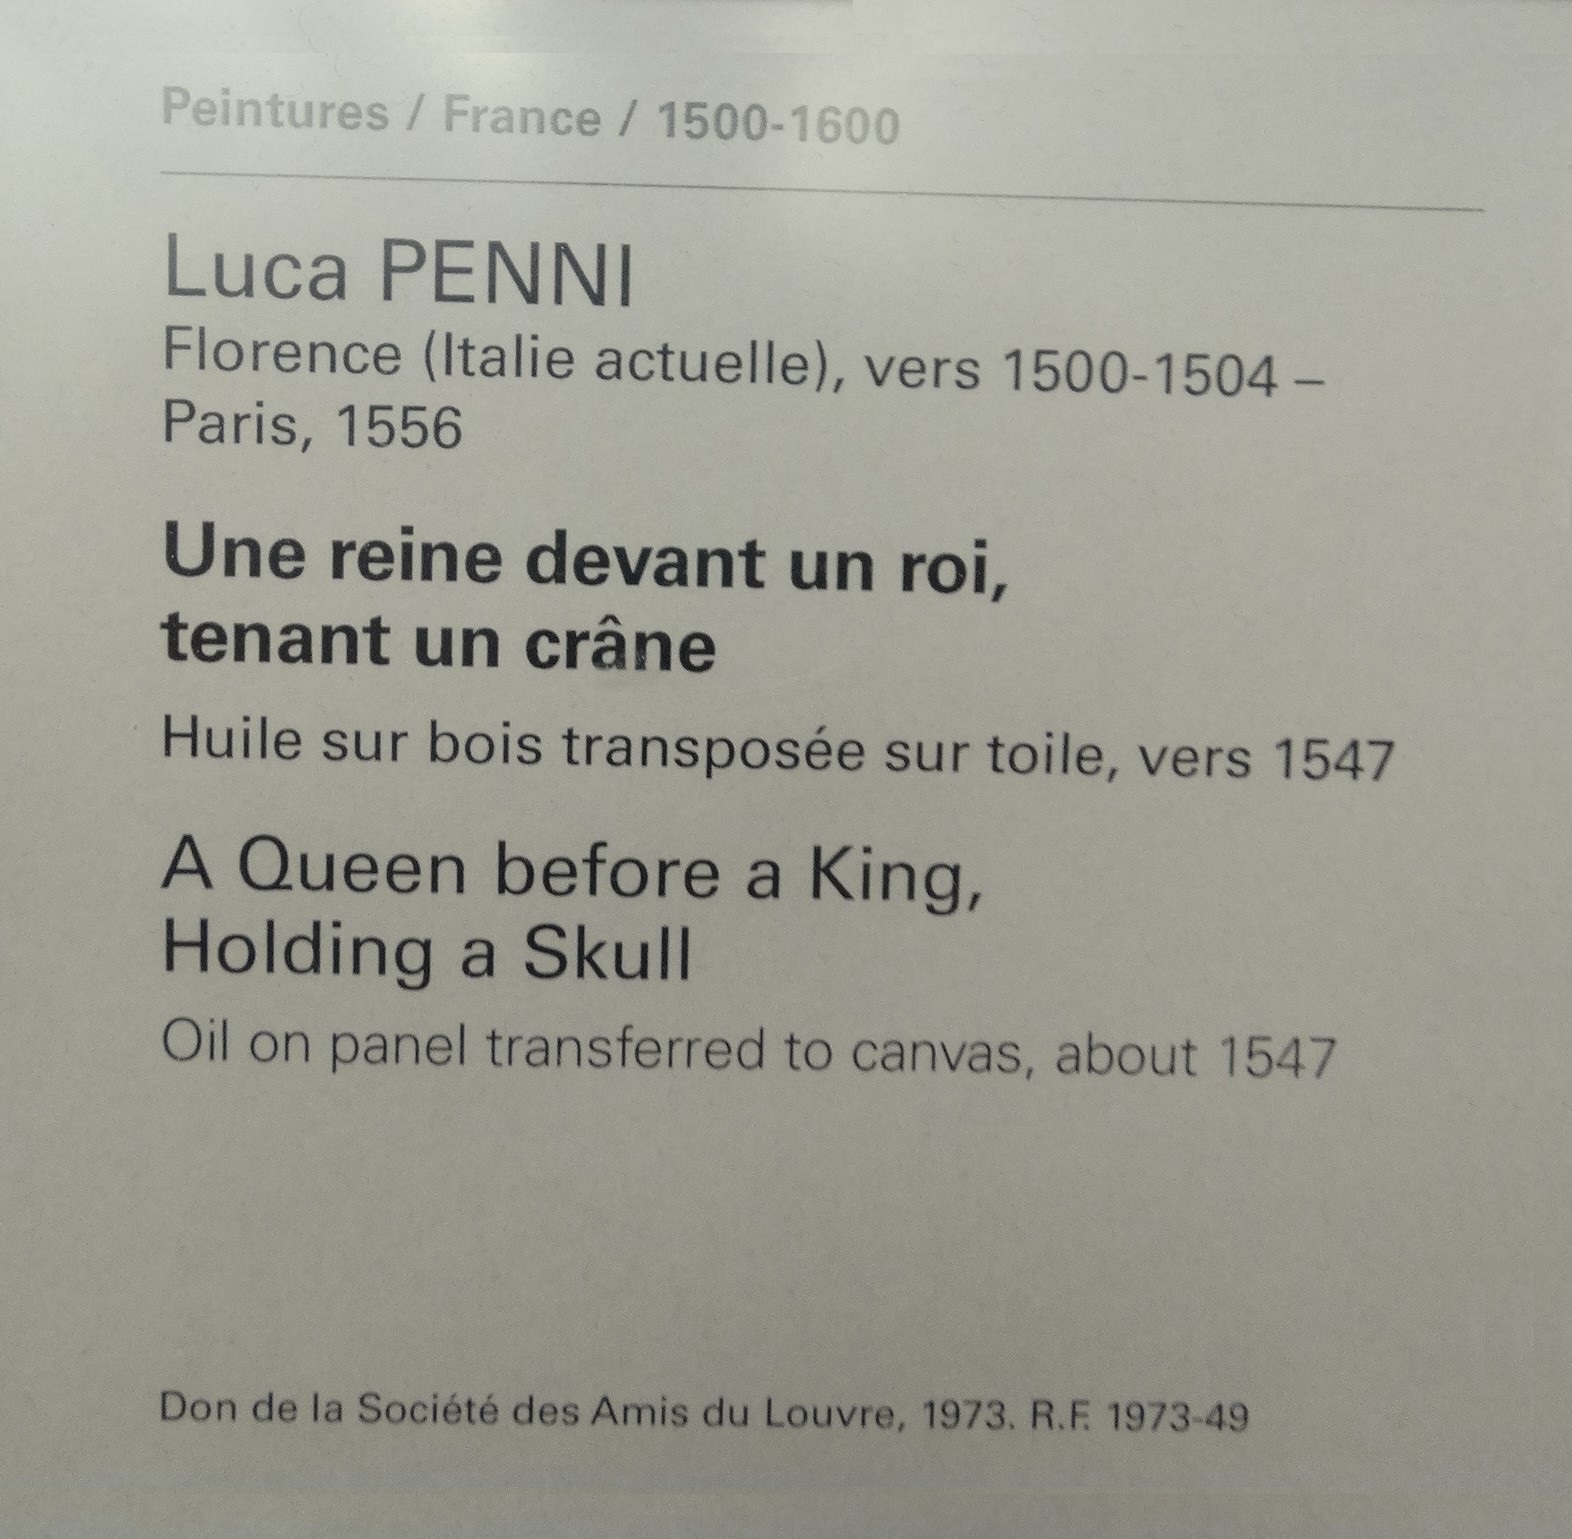 Peintures / France / 1500-1600
Luca PENNI
Florence (Italie actuelle), vers 1500-1504 –
Paris, 1556
Une reine devant un roi,
tenant un crâne
Huile sur bois transposée sur toile, vers 1547
A Queen before a King,
Holding a Skull
Oil on panel transferred to canvas, about 1547
Don de la Société des Amis du Louvre, 1973. R.F. 1973-49